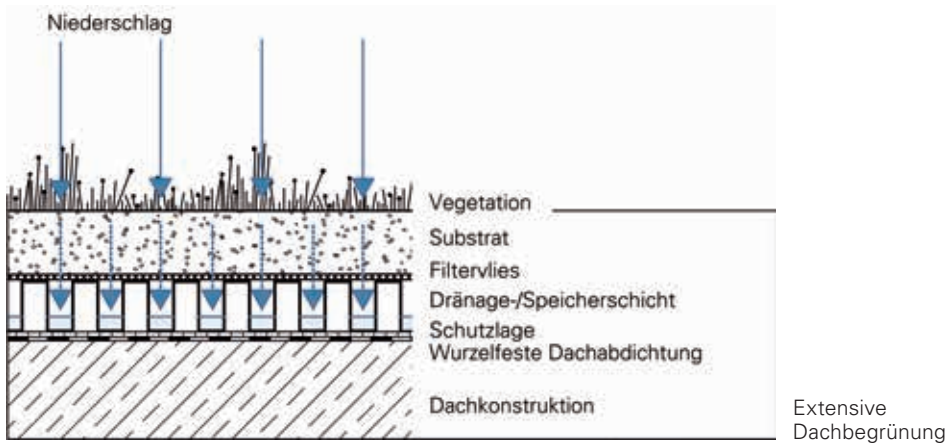 Niederschlag
Vegetation
Substrat
Filtervlies
Dränage-/Speicherschicht
Schutzlage
Wurzelfeste Dachabdichtung
Dachkonstruktion
Extensive
Dachbegrünung